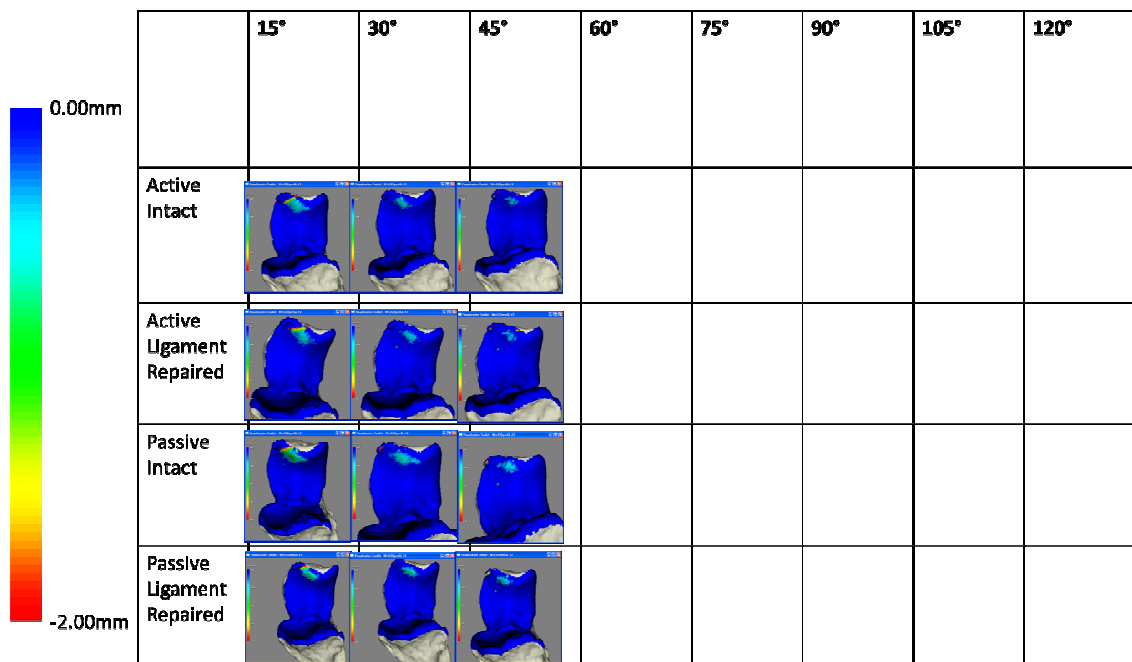 15° 30° 45° 60° 75° 90° 105° 120°
0.00mm
Active
Intact
Active
Ligament
Repaired
Passive
Intact
Passive
Ligament
Repaired
-2.00mm